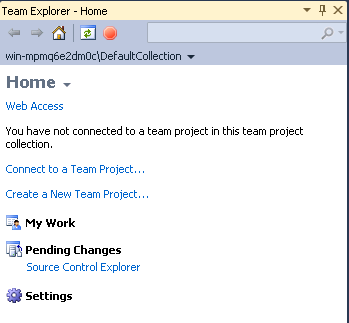 Team Explorer - Home
win-mpmq6e2dm0c\DefaultCollection
Home
Web Access
You have not connected to a team project in this team project
collection.
Connect to a Team Project...
Create a New Team Project...
My Work
Pending Changes
Source Control Explorer
Settings